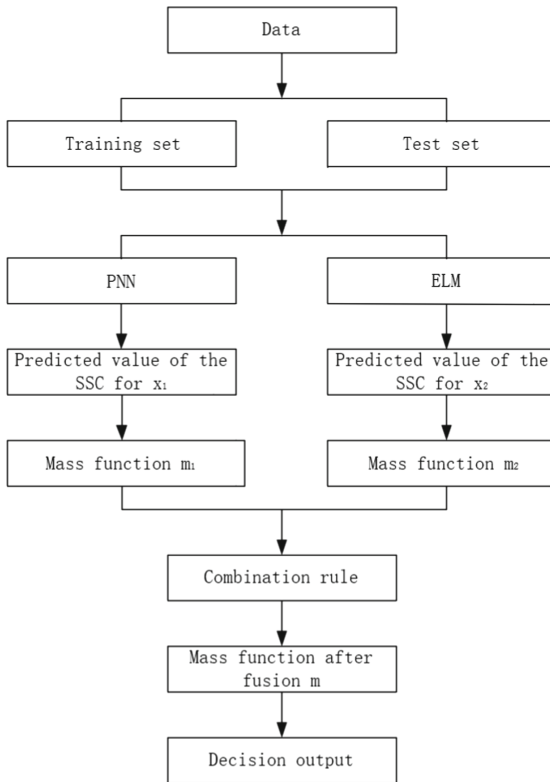 Data
Training set
Test set
PNN
ELM
Predicted value of the
SSC for x₁
Predicted value of the
SSC for x₂
Mass function m₁
Mass function m₂
Combination rule
Mass function after
fusion m
Decision output